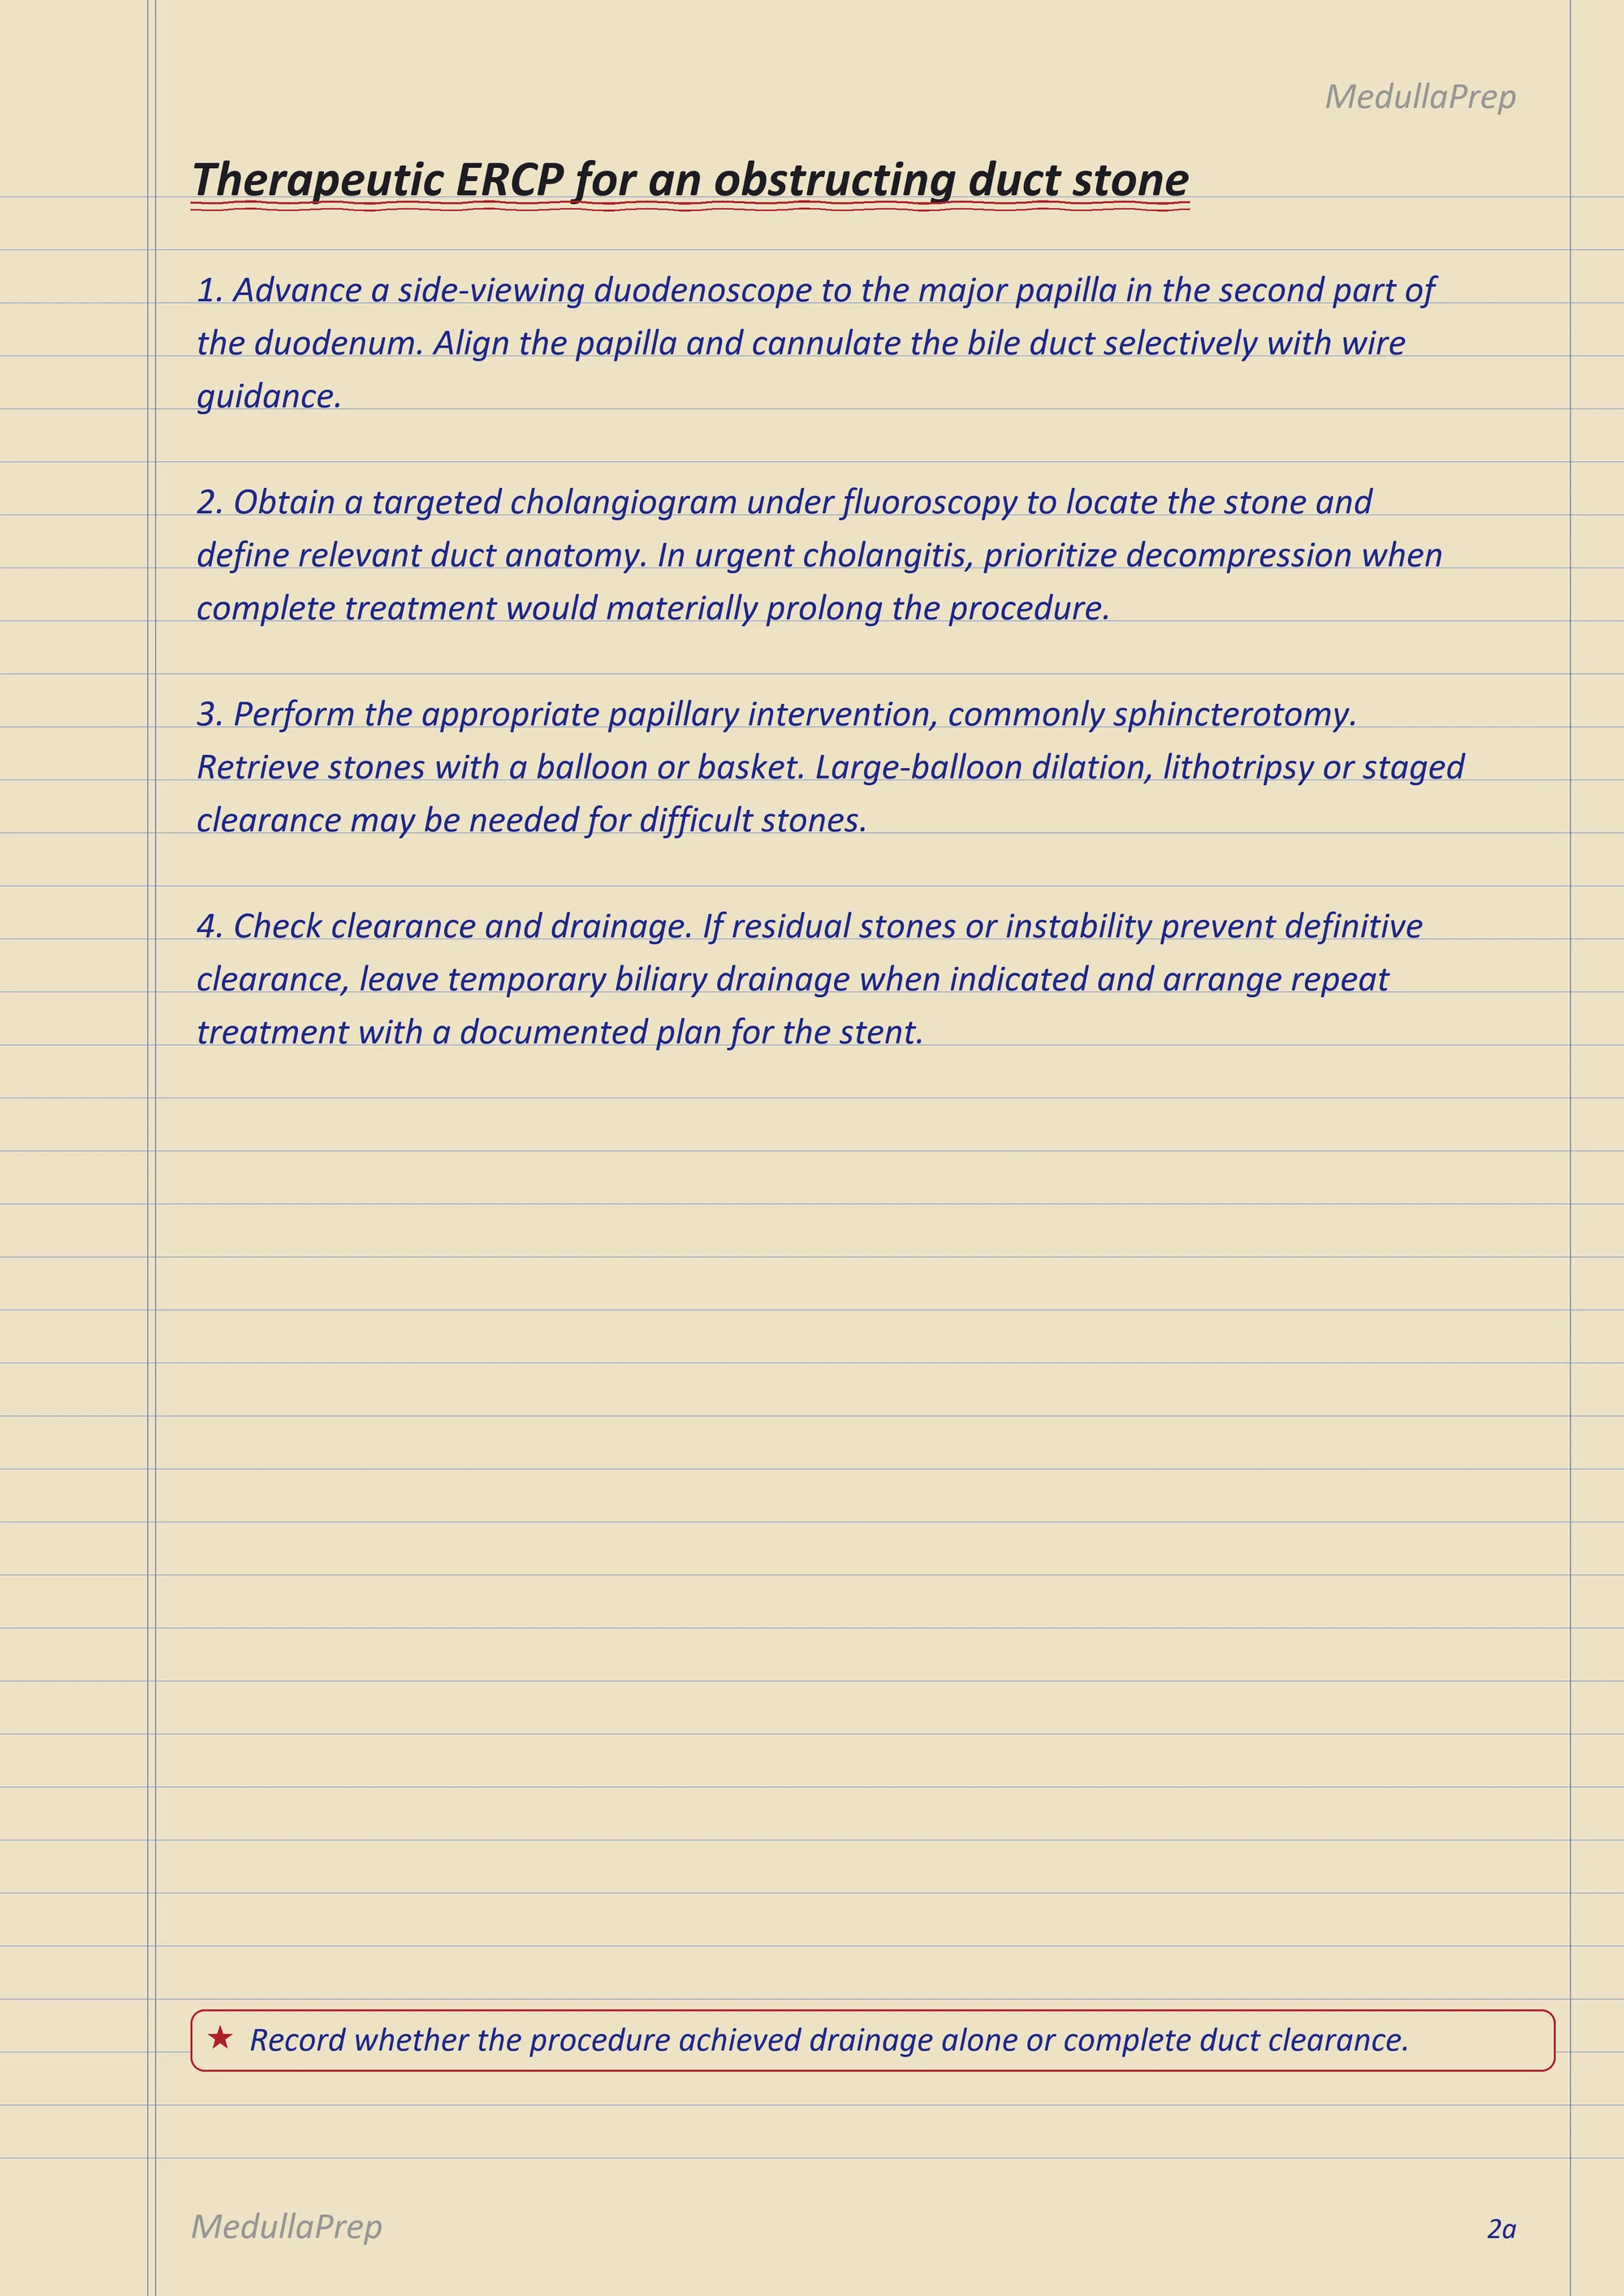 MedullaPrep
Therapeutic ERCP for an obstructing duct stone
1. Advance a side-viewing duodenoscope to the major papilla in the second part of
the duodenum. Align the papilla and cannulate the bile duct selectively with wire
guidance.
2. Obtain a targeted cholangiogram under fluoroscopy to locate the stone and
define relevant duct anatomy. In urgent cholangitis, prioritize decompression when
complete treatment would materially prolong the procedure.
3. Perform the appropriate papillary intervention, commonly sphincterotomy.
Retrieve stones with a balloon or basket. Large-balloon dilation, lithotripsy or staged
clearance may be needed for difficult stones.
4. Check clearance and drainage. If residual stones or instability prevent definitive
clearance, leave temporary biliary drainage when indicated and arrange repeat
treatment with a documented plan for the stent.
★ Record whether the procedure achieved drainage alone or complete duct clearance.
MedullaPrep
2a